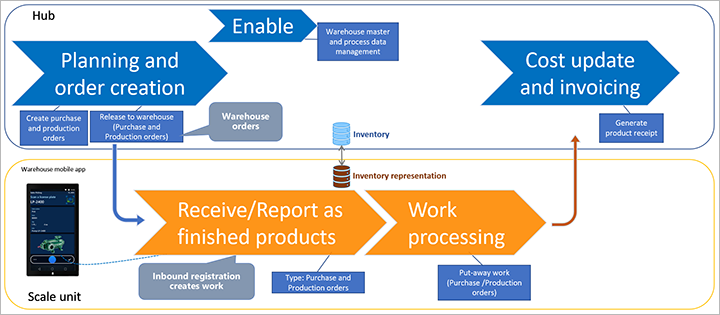 Hub
Enable
Warehouse master
and process data
management
Planning and
order creation
Create purchase
and production
orders
Release to warehouse
(Purchase and
Production orders)
Warehouse
orders
Cost update
and invoicing
Generate
product receipt
Inventory
Inventory representation
Warehouse mobile app
LP-2400
Receive/Report as
finished products
Work
processing
Inbound registration
creates work
Type: Purchase and
Production orders
Put-away work
(Purchase /Production
orders)
Scale unit